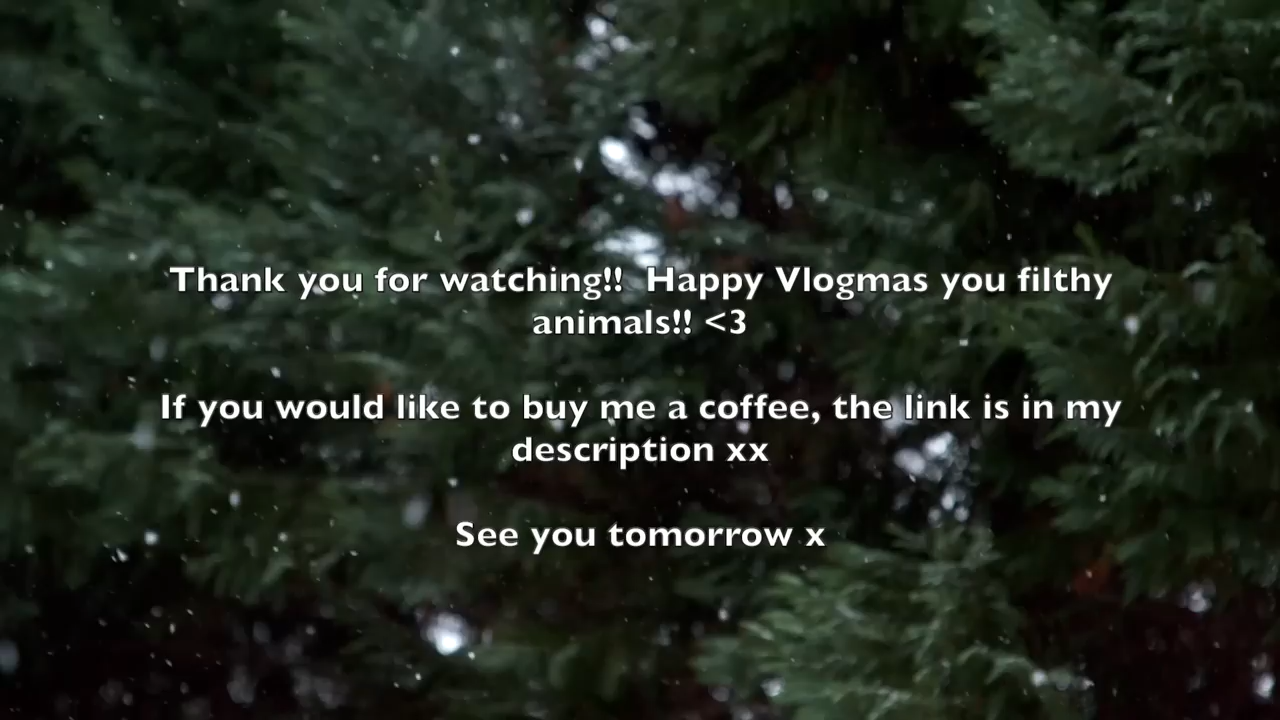 Thank you for watching!!  Happy Vlogmas you filthy
animals!! <3
If you would like to buy me a coffee, the link is in my
description xx
See you tomorrow x